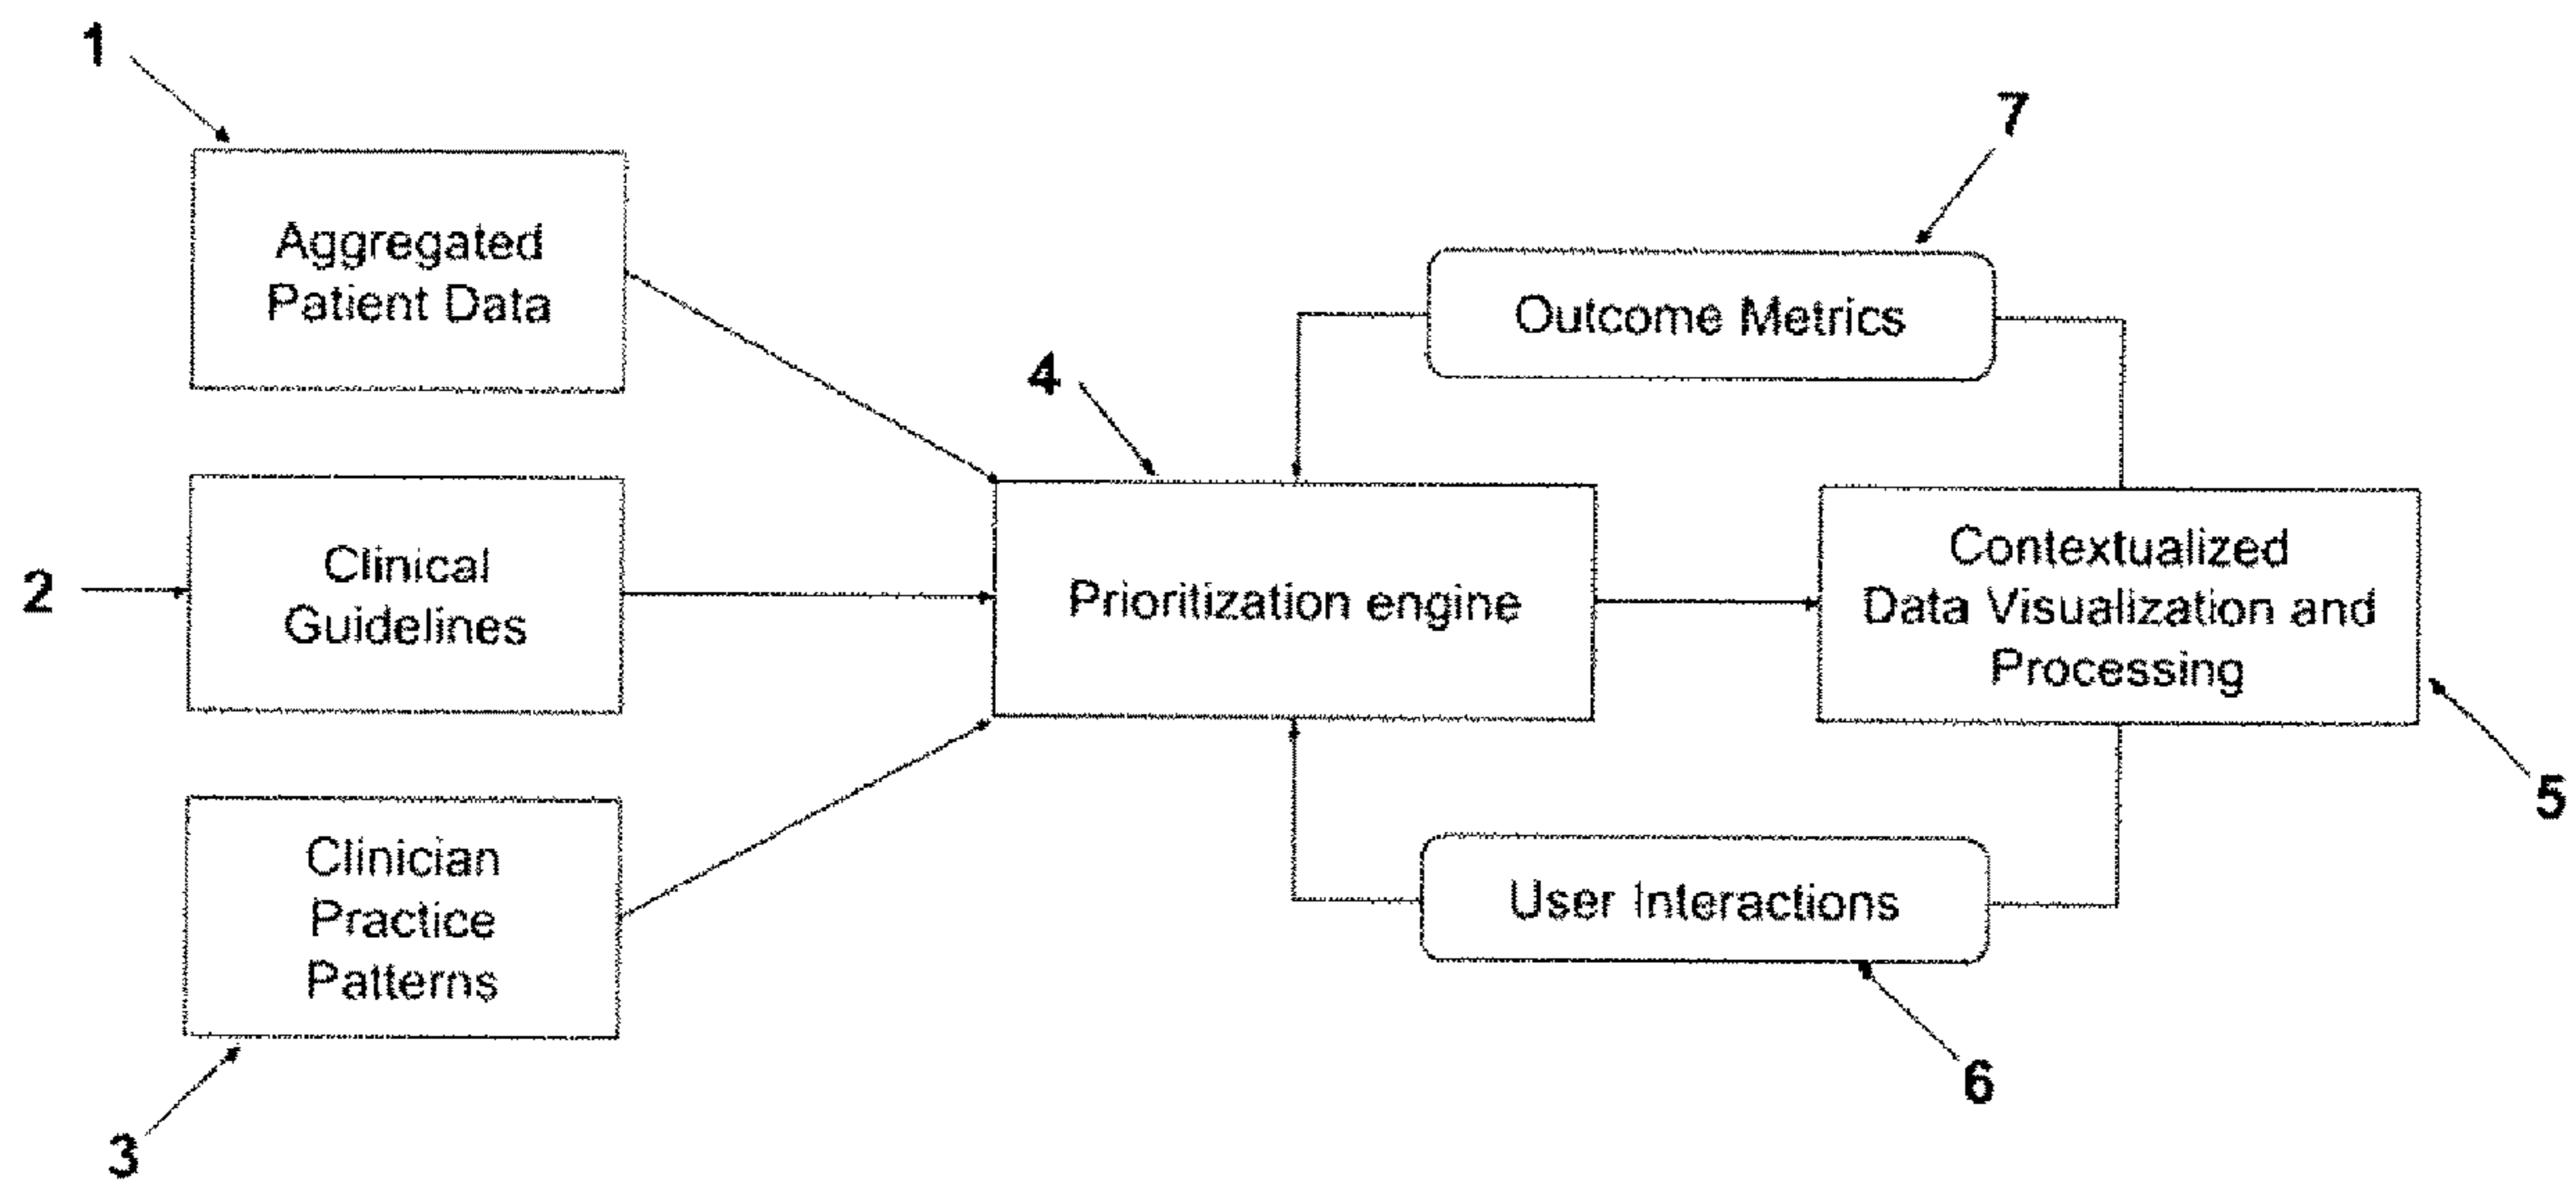 1
Aggregated
Patient Data
2
Clinical
Guidelines
3
Clinician
Practice
Patterns
4
Prioritization engine
7
Outcome Metrics
Contextualized
Data Visualization and
Processing
5
User Interactions
6